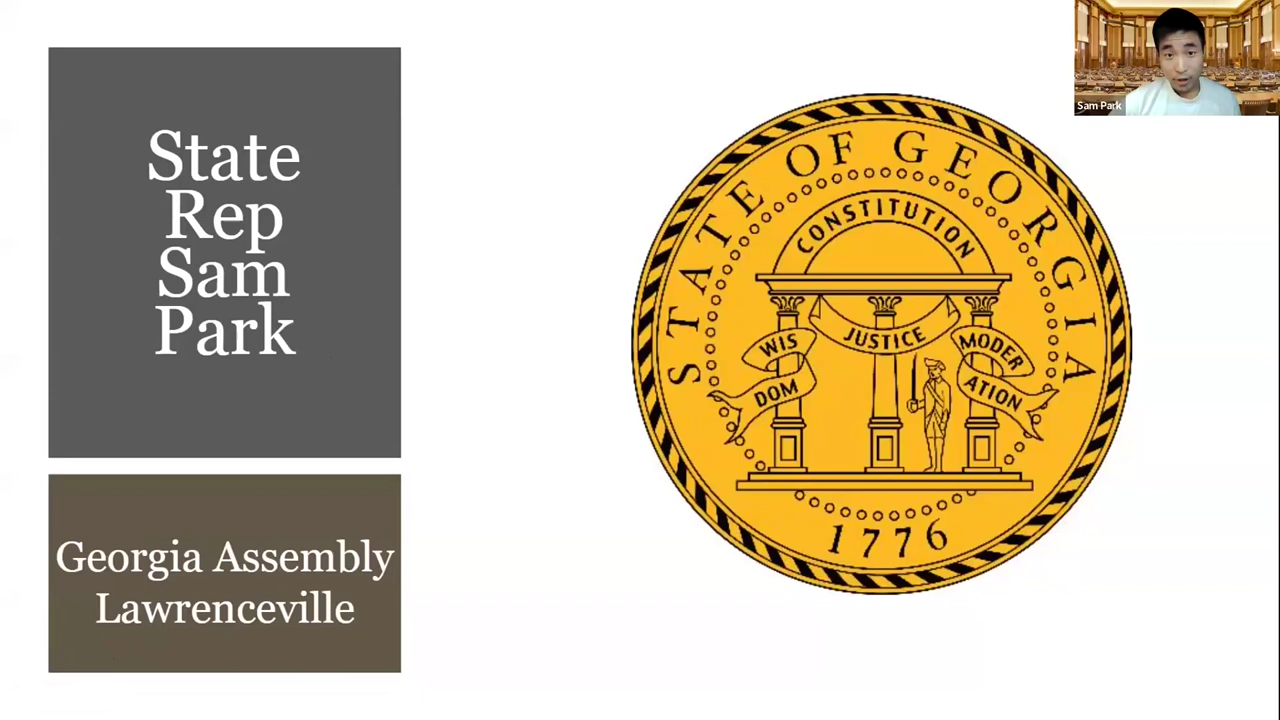 State
Rep
Sam
Park
Georgia Assembly
Lawrenceville
STATE OF GEORGIA
CONSTITUTION
WIS
DOM
JUSTICE
MODER
ATION
1776
Sam Park